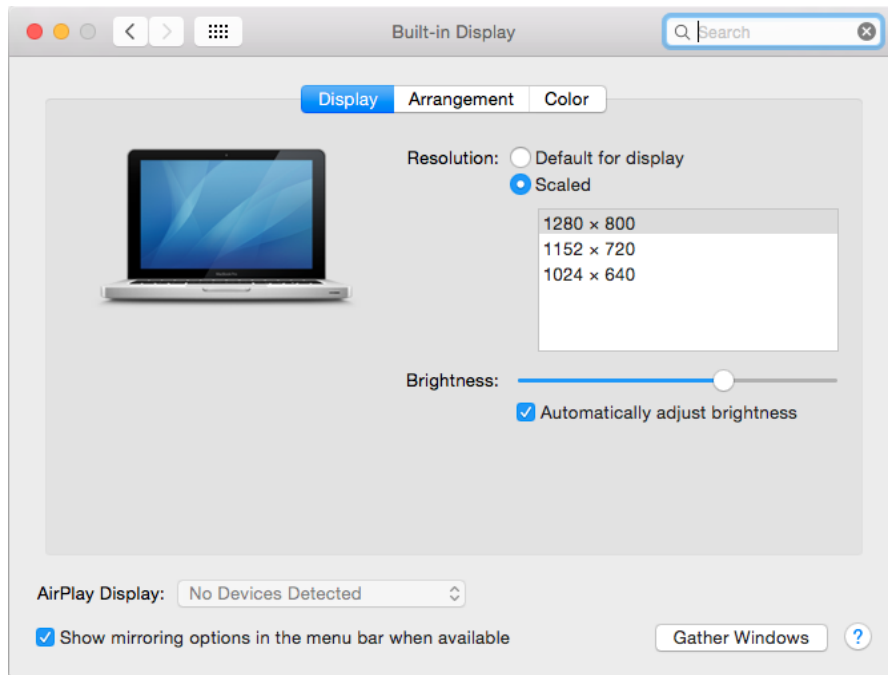 Built-in Display
Search
Display Arrangement Color
Resolution: Default for display
Scaled
1280 × 800
1152 × 720
1024 × 640
Brightness:
Automatically adjust brightness
AirPlay Display: No Devices Detected
Show mirroring options in the menu bar when available
Gather Windows ?